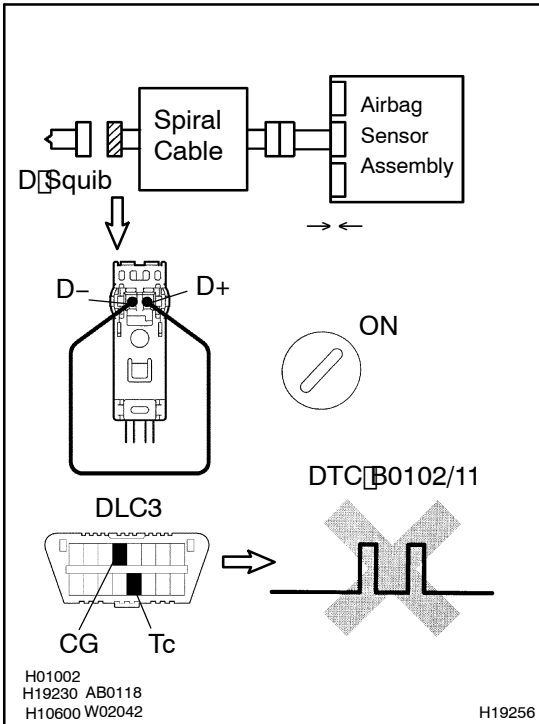 Spiral
Cable
Airbag
Sensor
Assembly
D▯Squib
D− D+
ON
DLC3
DTC▯B0102/11
CG Tc
H01002
H19230 AB0118
H10600 W02042
H19256